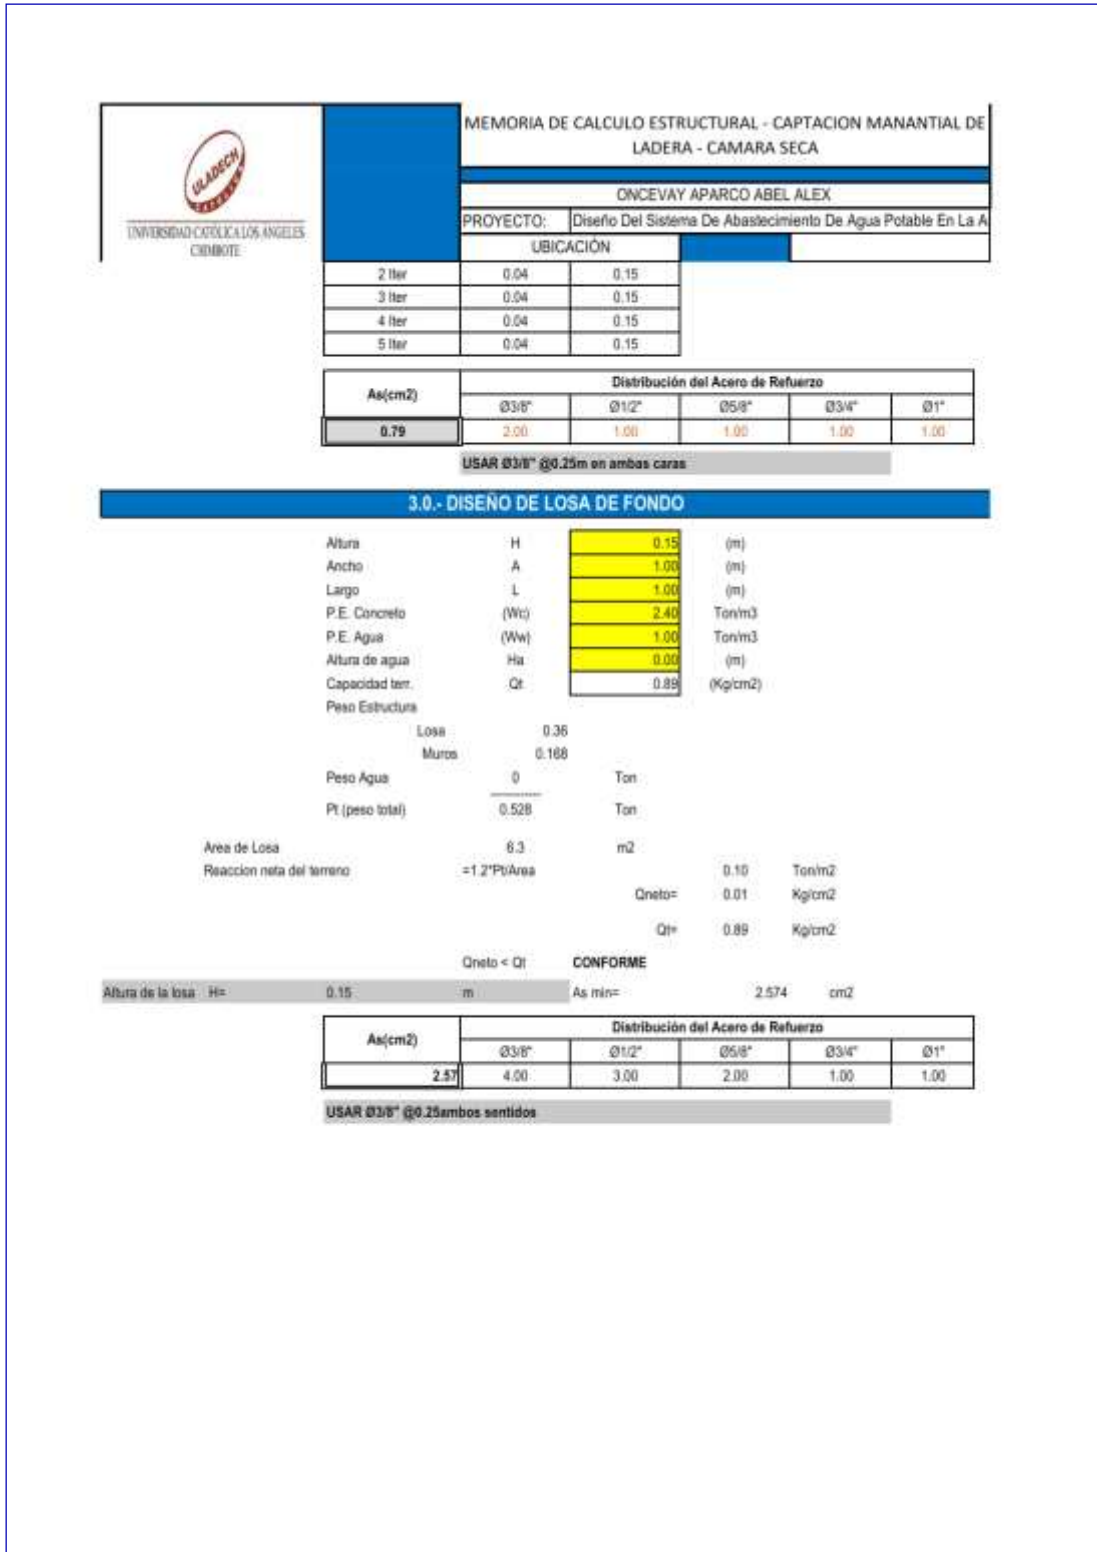 MEMORIA DE CALCULO ESTRUCTURAL - CAPTACION MANANTIAL DE
LADERA - CAMARA SECA
ULADECH
UNIVERSIDAD CATÓLICA LOS ÁNGELES
CHIMBOTE
ONCEVAY APARCO ABEL ALEX
PROYECTO: Diseño Del Sistema De Abastecimiento De Agua Potable En La A
UBICACIÓN
2 Iter 0.04 0.15
3 Iter 0.04 0.15
4 Iter 0.04 0.15
5 Iter 0.04 0.15
As(cm2) Distribución del Acero de Refuerzo
Ø3/8" Ø1/2" Ø5/8" Ø3/4" Ø1"
0.79 2.00 1.00 1.00 1.00 1.00
USAR Ø3/8" @0.25m en ambas caras
3.0.- DISEÑO DE LOSA DE FONDO
Altura H 0.15 (m)
Ancho A 1.00 (m)
Largo L 1.00 (m)
P.E. Concreto (Wc) 2.40 Ton/m3
P.E. Agua (Ww) 1.00 Ton/m3
Altura de agua Ha 0.00 (m)
Capacidad terr. Qt 0.89 (Kg/cm2)
Peso Estructura
Losa 0.36
Muros 0.168
Peso Agua 0 Ton
Pt (peso total) 0.528 Ton
Area de Losa 6.3 m2
Reaccion neta del terreno =1.2*Pt/Area 0.10 Ton/m2
Qneto= 0.01 Kg/cm2
Qt= 0.89 Kg/cm2
Qneto < Qt CONFORME
Altura de la losa H= 0.15 m As min= 2.574 cm2
As(cm2) Distribución del Acero de Refuerzo
Ø3/8" Ø1/2" Ø5/8" Ø3/4" Ø1"
2.57 4.00 3.00 2.00 1.00 1.00
USAR Ø3/8" @0.25ambos sentidos